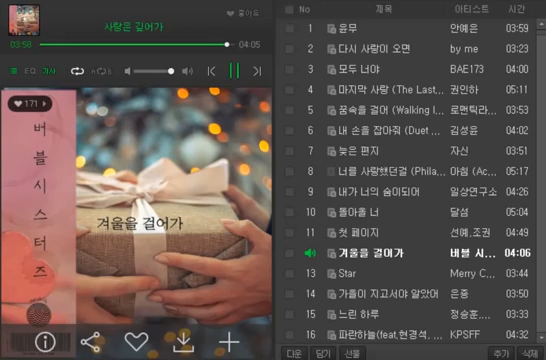 좋아요
사랑은 깊어가
03:58
04:05
EQ 가사
171
버블시스터즈
겨울을 걸어가
No 제목 아티스트 시간
1 윤무 안예은 03:59
2 다시 사랑이 오면 by me 03:23
3 모두 너야 BAE173 04:00
4 마지막 사랑 (The Last,... 권인하 05:11
5 꿈속을 걸어 (Walking I... 로맨틱라... 03:53
6 내 손을 잡아줘 (Duet ... 김성윤 04:02
7 늦은 편지 자신 03:51
8 너를 사랑했던걸 (Phila... 아침 (Ac... 05:17
9 내가 너의 숨이되어 일상연구소 04:26
10 돌아올 너 달섬 05:04
11 첫 페이지 선예,조권 04:49
겨울을 걸어가 버블 시... 04:06
13 Star Merry C... 03:44
14 가을이 지고서야 알았어 은종 03:50
15 느린 하루 정승훈,... 03:33
16 파란하늘(feat,현경석, ... KPSFF 04:32
다운 담기 선물 추가 삭제